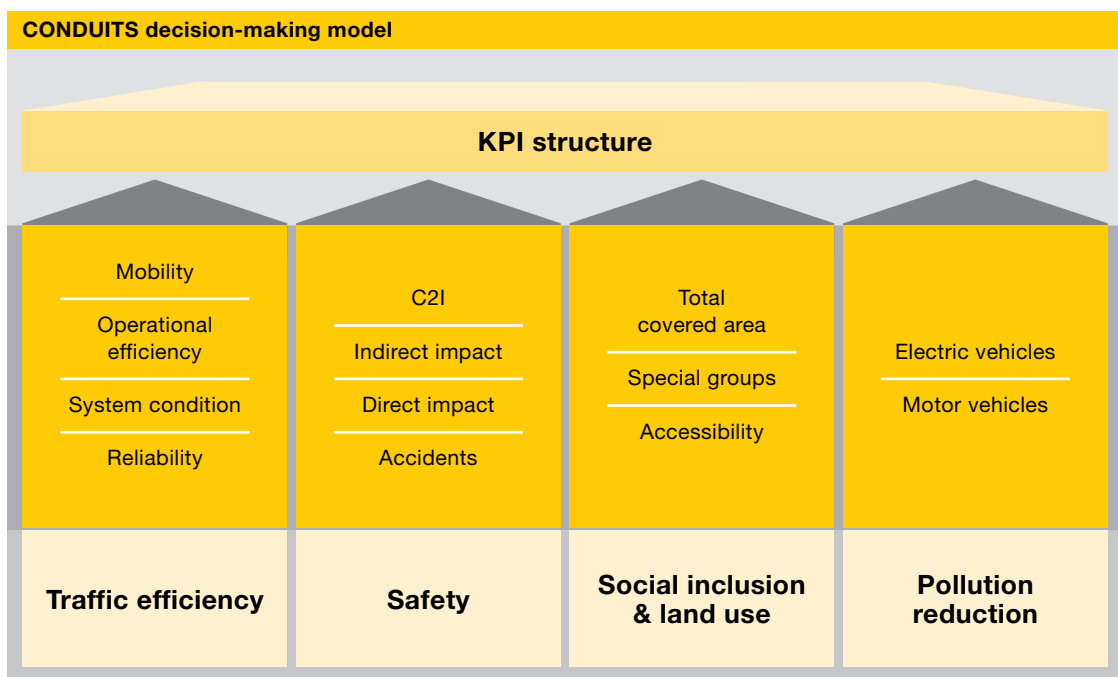 CONDUITS decision-making model
KPI structure
Mobility
Operational
efficiency
System condition
Reliability
C2I
Indirect impact
Direct impact
Accidents
Total
covered area
Special groups
Accessibility
Electric vehicles
Motor vehicles
Traffic efficiency
Safety
Social inclusion
& land use
Pollution
reduction